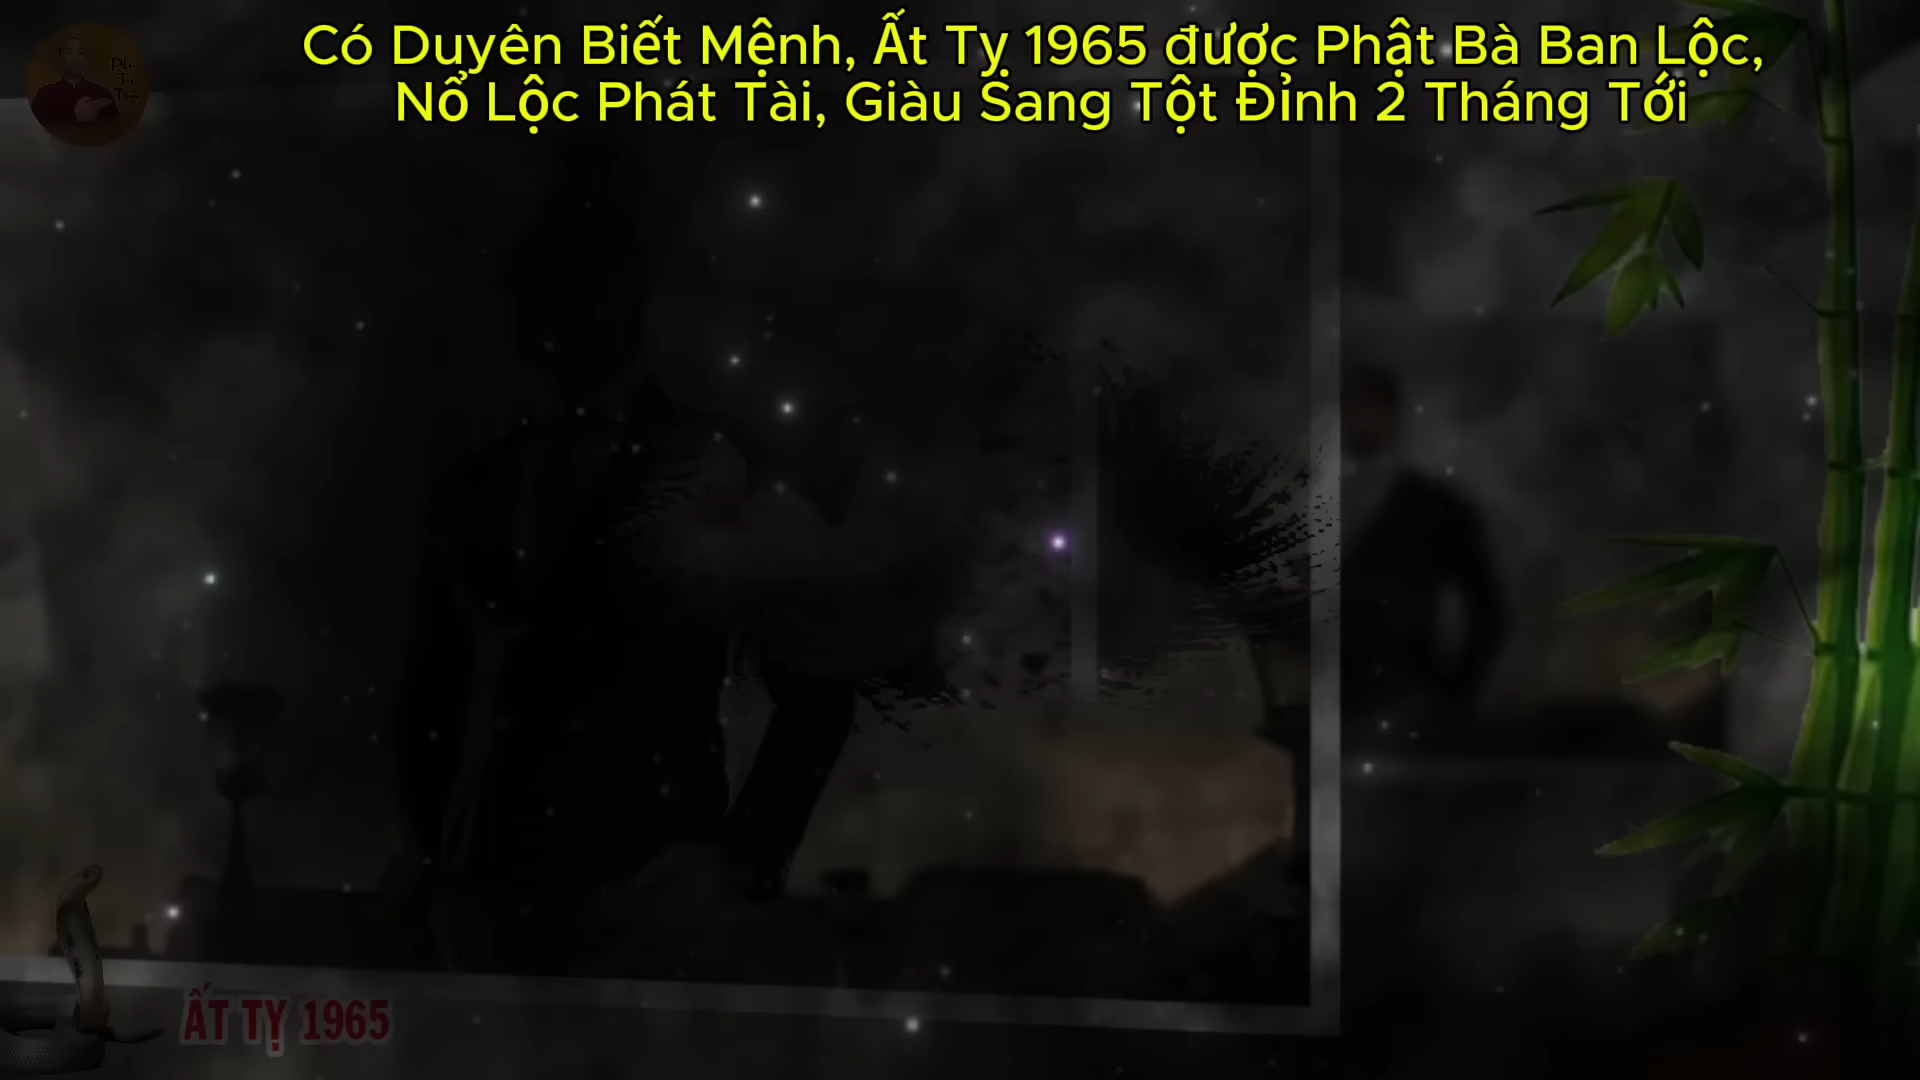 Có Duyên Biết Mệnh, Ất Tỵ 1965 được Phật Bà Ban Lộc,
Nổ Lộc Phát Tài, Giàu Sang Tột Đỉnh 2 Tháng Tới
ẤT TỴ 1965